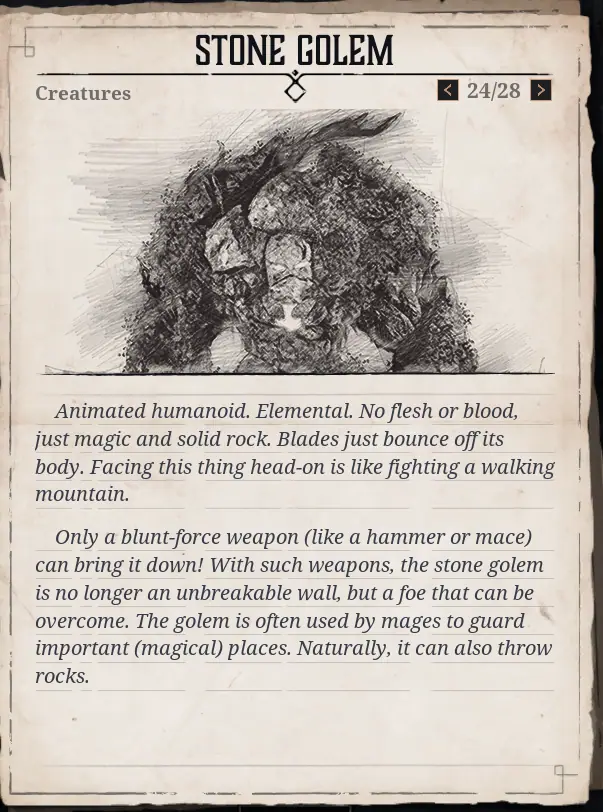 STONE GOLEM
Creatures
< 24/28 >
Animated humanoid. Elemental. No flesh or blood,
just magic and solid rock. Blades just bounce off its
body. Facing this thing head-on is like fighting a walking
mountain.
Only a blunt-force weapon (like a hammer or mace)
can bring it down! With such weapons, the stone golem
is no longer an unbreakable wall, but a foe that can be
overcome. The golem is often used by mages to guard
important (magical) places. Naturally, it can also throw
rocks.